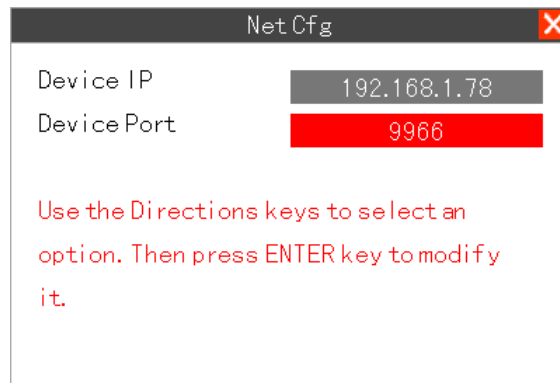 Net Cfg
Device IP 192.168.1.78
Device Port 9966
Use the Directions keys to select an
option. Then press ENTER key to modify
it.